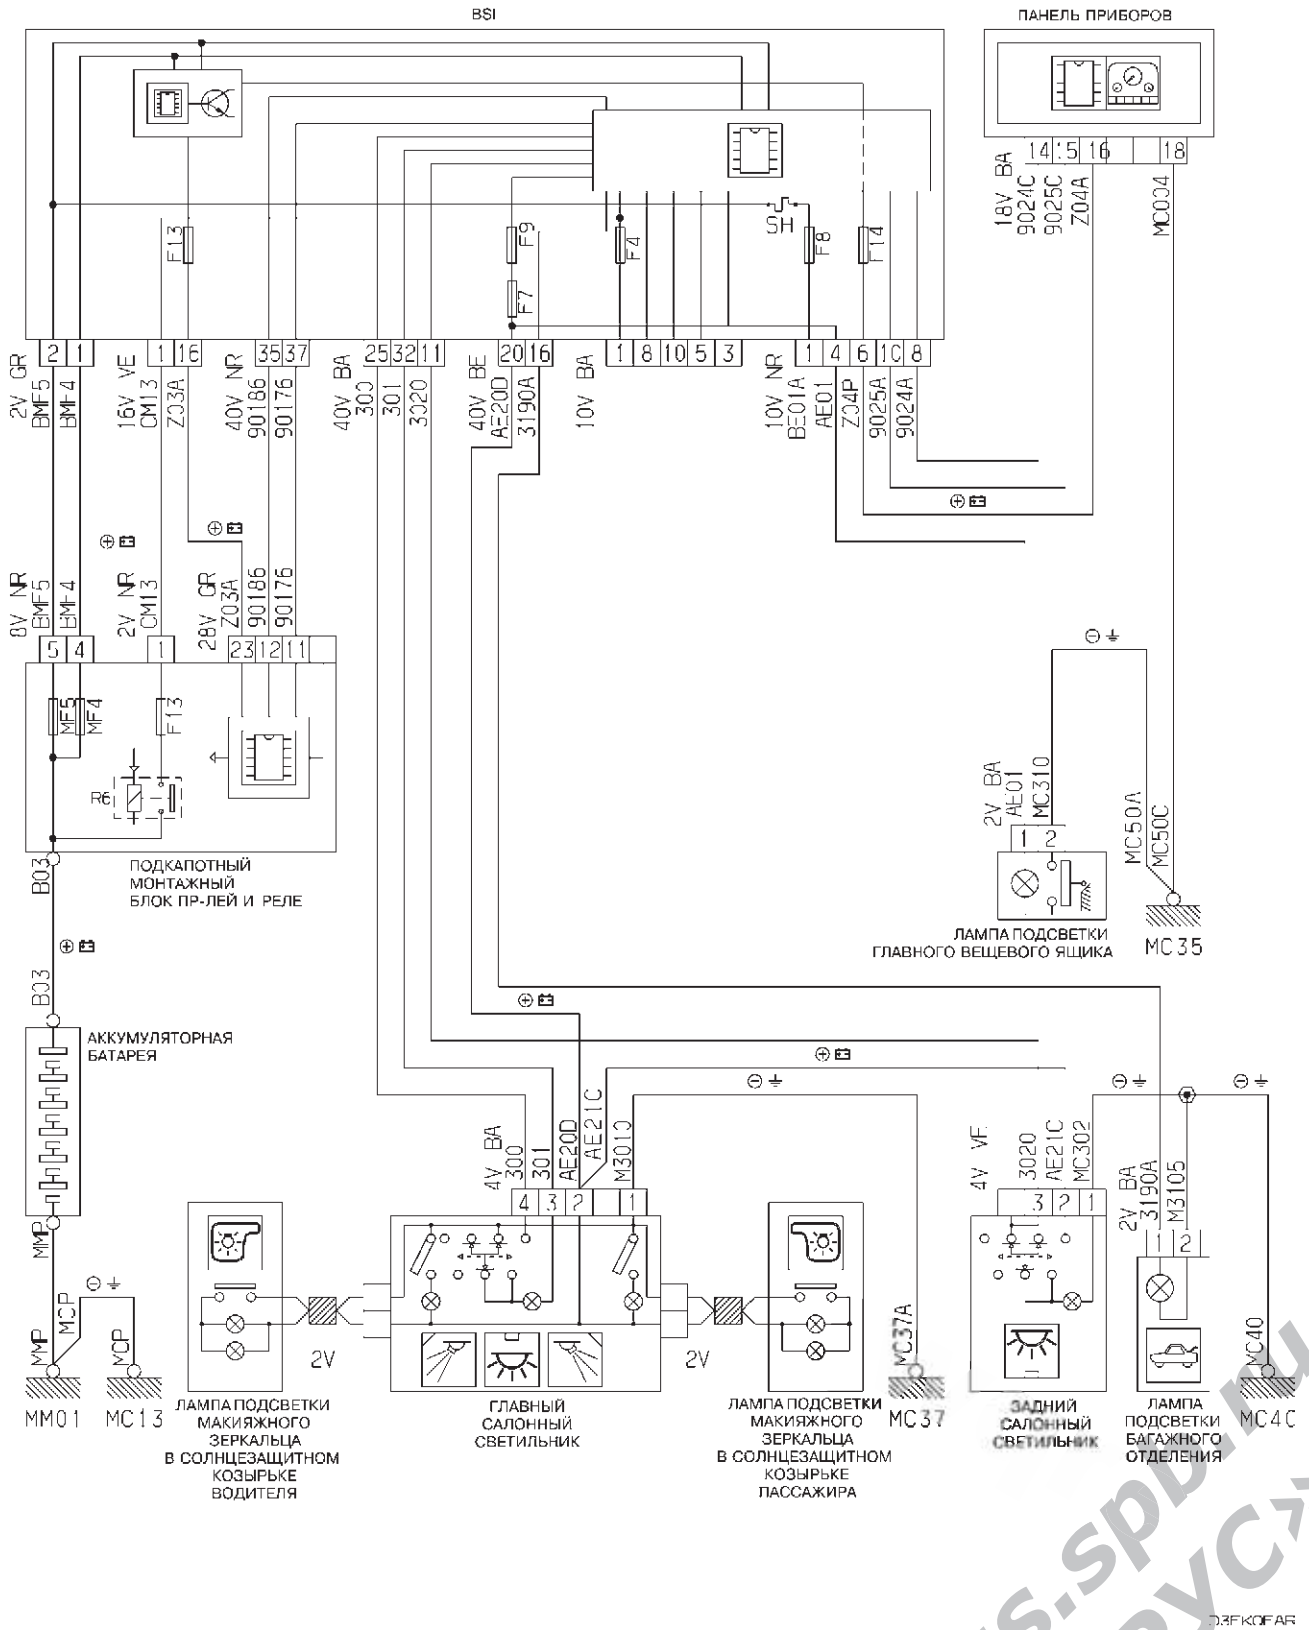 BSI
ПАНЕЛЬ ПРИБОРОВ
14 15 16 18
18V BA
9024C
9025C
Z04A
MC004
SH
F13
F9
F4
F8
F14
F7
2 1
1 16
35 37
25 32 11
20 16
1 8 10 5 3
1 4 6 10 8
2V GR
BMF5
BMF4
16V VE
CM13
Z03A
40V NR
90186
90176
40V BA
300
301
3020
40V BE
AE20D
3190A
10V BA
10V NR
BE01A
AE01
Z04P
9025A
9024A
8V NR
BMF5
BMF4
2V NR
CM13
28V GR
Z03A
90186
90176
5 4
1
23 12 11
MF5
MF4
F13
R6
B03
ПОДКАПОТНЫЙ
МОНТАЖНЫЙ
БЛОК ПР-ЛЕЙ И РЕЛЕ
2V BA
AE01
MC310
1 2
MC50A
MC50C
ЛАМПА ПОДСВЕТКИ
ГЛАВНОГО ВЕЩЕВОГО ЯЩИКА
MC35
B03
АККУМУЛЯТОРНАЯ
БАТАРЕЯ
4V BA
300
301
AE20D
AE21C
M3010
4 3 2 1
4V VE
3020
AE21C
MC302
3 2 1
2V BA
3190A
M3105
1 2
MMP
MCP
MMP
MCP
MM01
MC13
2V
2V
MC37A
MC37
MC40
MC40
ЛАМПА ПОДСВЕТКИ
МАКИЯЖНОГО
ЗЕРКАЛЬЦА
В СОЛНЦЕЗАЩИТНОМ
КОЗЫРЬКЕ
ВОДИТЕЛЯ
ГЛАВНЫЙ
САЛОННЫЙ
СВЕТИЛЬНИК
ЛАМПА ПОДСВЕТКИ
МАКИЯЖНОГО
ЗЕРКАЛЬЦА
В СОЛНЦЕЗАЩИТНОМ
КОЗЫРЬКЕ
ПАССАЖИРА
ЗАДНИЙ
САЛОННЫЙ
СВЕТИЛЬНИК
ЛАМПА
ПОДСВЕТКИ
БАГАЖНОГО
ОТДЕЛЕНИЯ
s.spb.ru
рус»